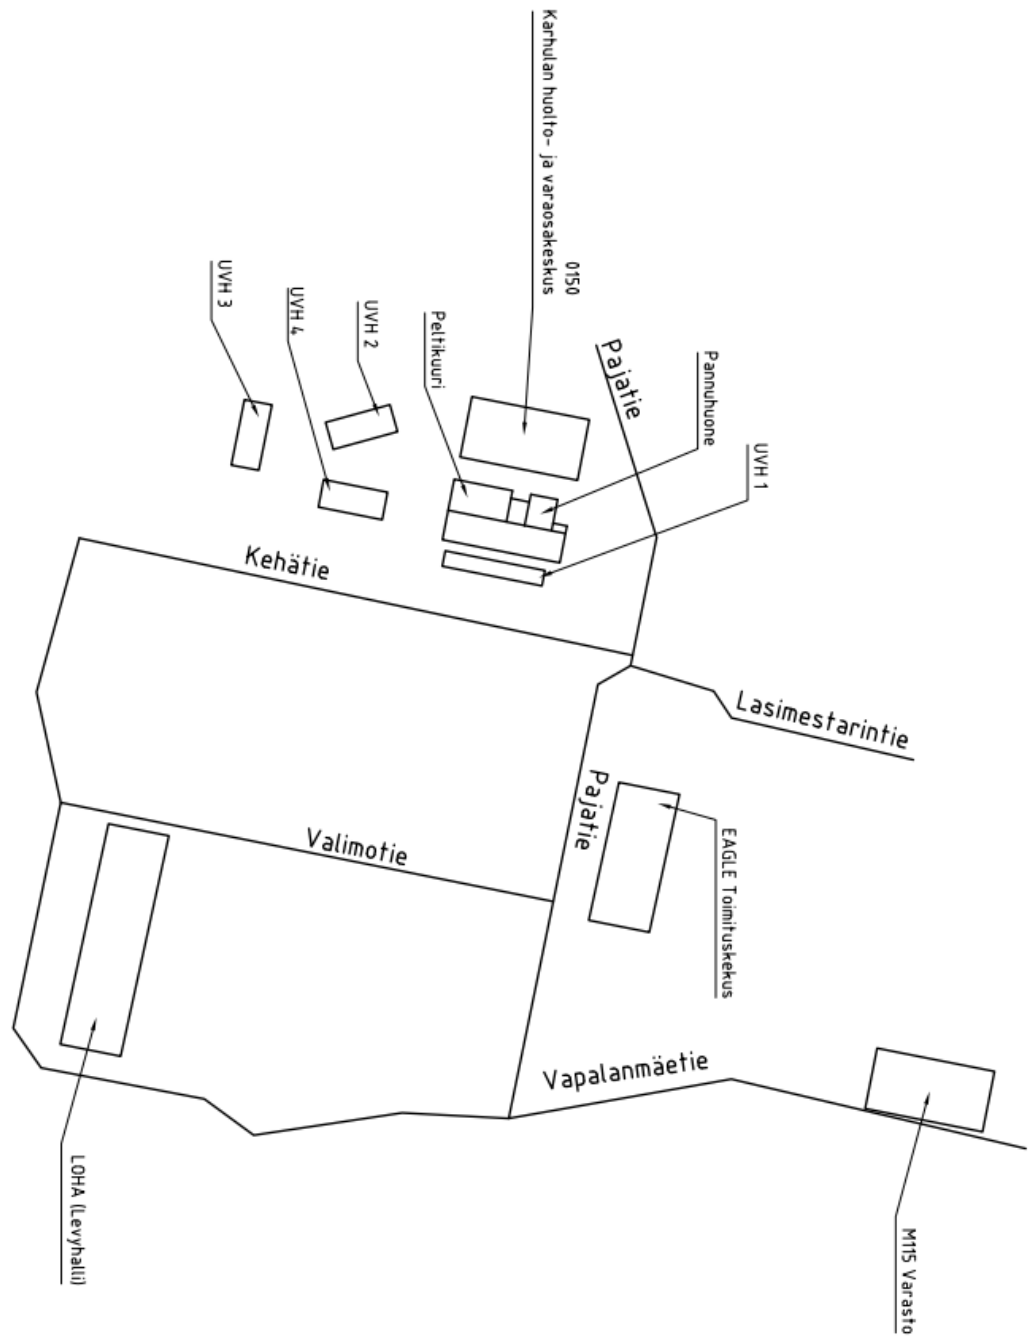 Karhulan huolto- ja varaosakeskus
0150
UVH 3
UVH 4
UVH 2
Peltikuuri
Pajatie
Pannuhuone
UVH 1
Kehätie
Lasimestarintie
Pajatie
EAGLE Toimituskekus
Valimotie
Vapalanmäetie
LOHA (Levyhalli)
M115 Varasto